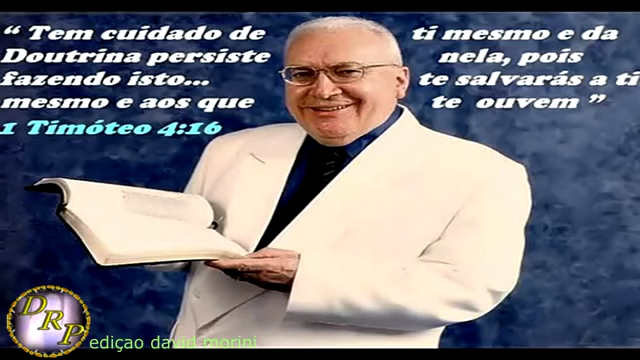 “ Tem cuidado de ti mesmo e da
Doutrina persiste nela, pois
fazendo isto... te salvarás a ti
mesmo e aos que te ouvem ”
1 Timóteo 4:16
DRP
ediçao david morini